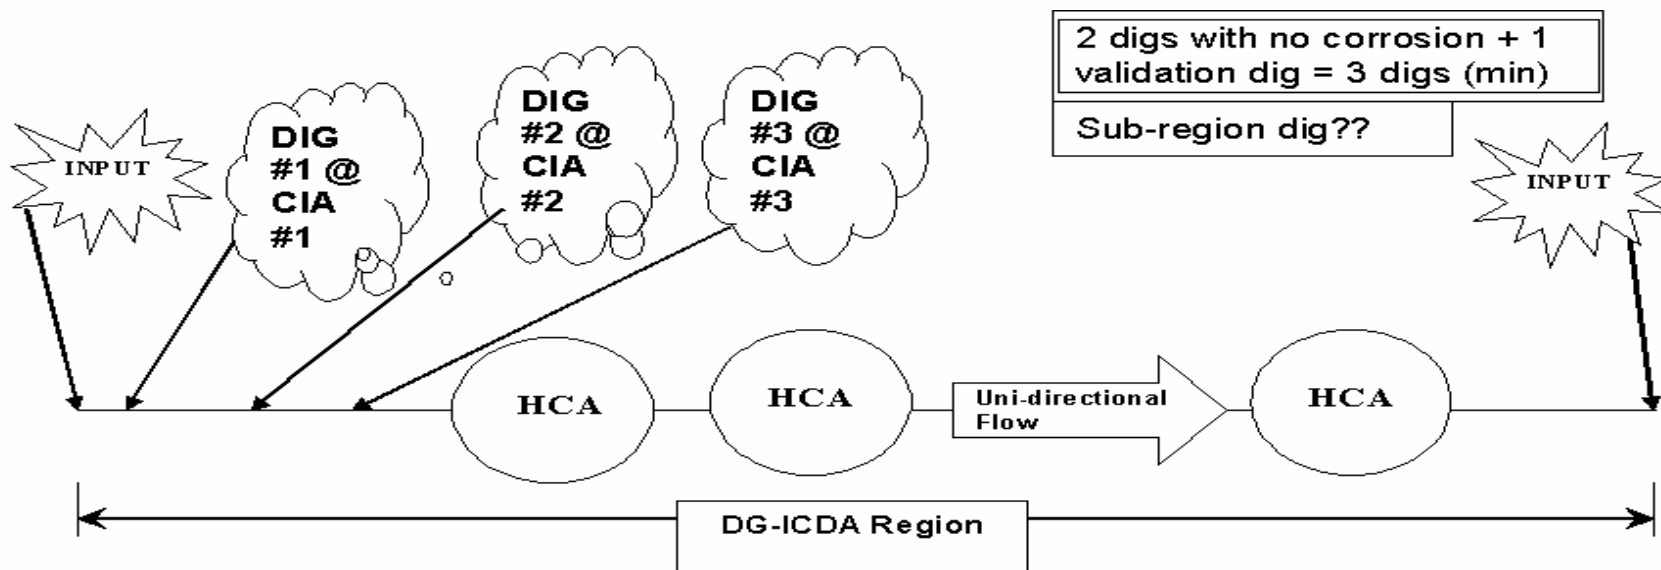 INPUT
DIG
#1 @
CIA
#1
DIG
#2 @
CIA
#2
DIG
#3 @
CIA
#3
2 digs with no corrosion + 1
validation dig = 3 digs (min)
Sub-region dig??
INPUT
HCA
HCA
Uni-directional
Flow
HCA
DG-ICDA Region